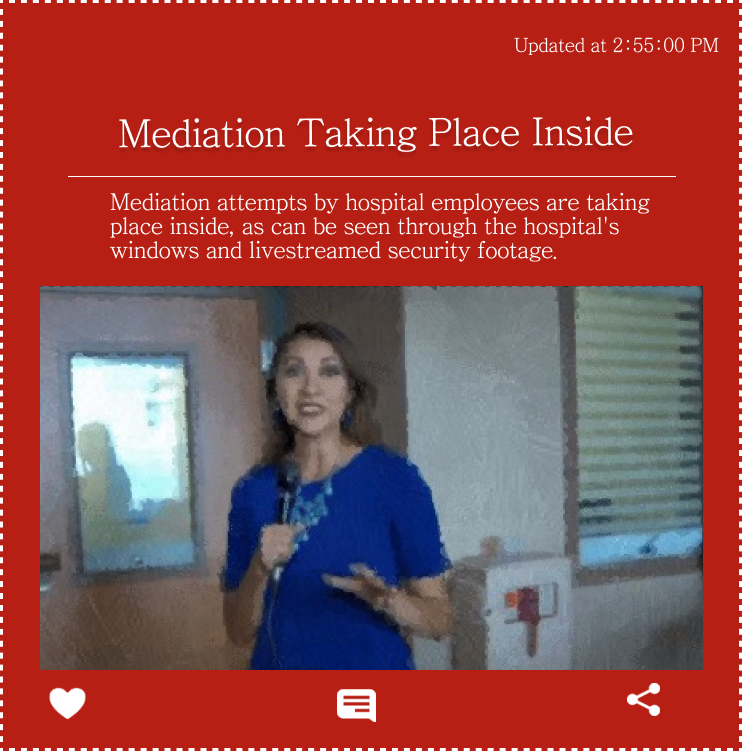 Updated at 2:55:00 PM
Mediation Taking Place Inside
Mediation attempts by hospital employees are taking
place inside, as can be seen through the hospital's
windows and livestreamed security footage.